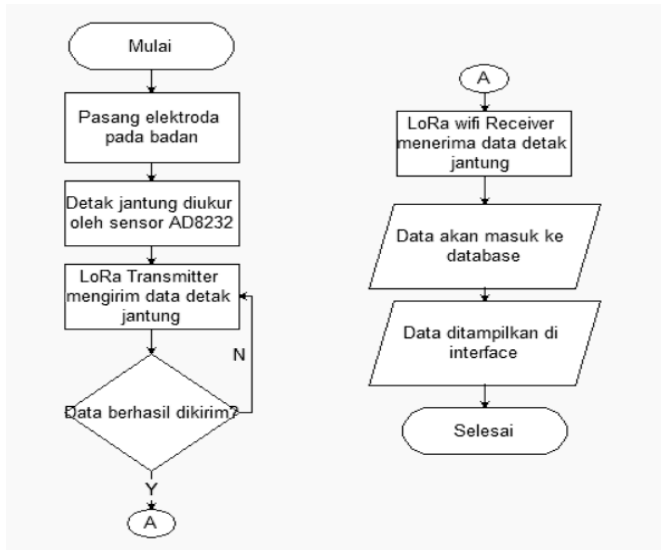 Mulai
Pasang elektroda
pada badan
Detak jantung diukur
oleh sensor AD8232
LoRa Transmitter
mengirim data detak
jantung
N
Data berhasil dikirim?
Y
A
A
LoRa wifi Receiver
menerima data detak
jantung
Data akan masuk ke
database
Data ditampilkan di
interface
Selesai